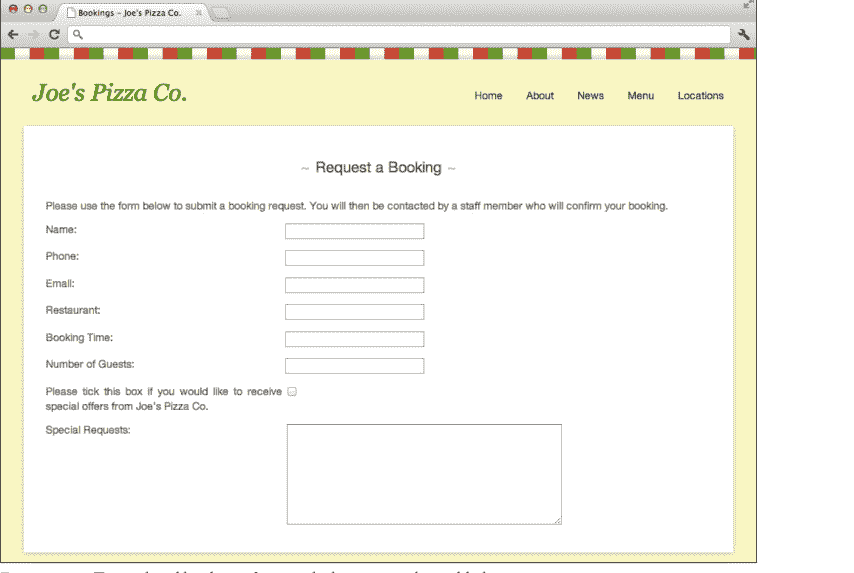 Bookings – Joe's Pizza Co.
Joe's Pizza Co.
Home About News Menu Locations
~ Request a Booking ~
Please use the form below to submit a booking request. You will then be contacted by a staff member who will confirm your booking.
Name:
Phone:
Email:
Restaurant:
Booking Time:
Number of Guests:
Please tick this box if you would like to receive
special offers from Joe's Pizza Co.
Special Requests: